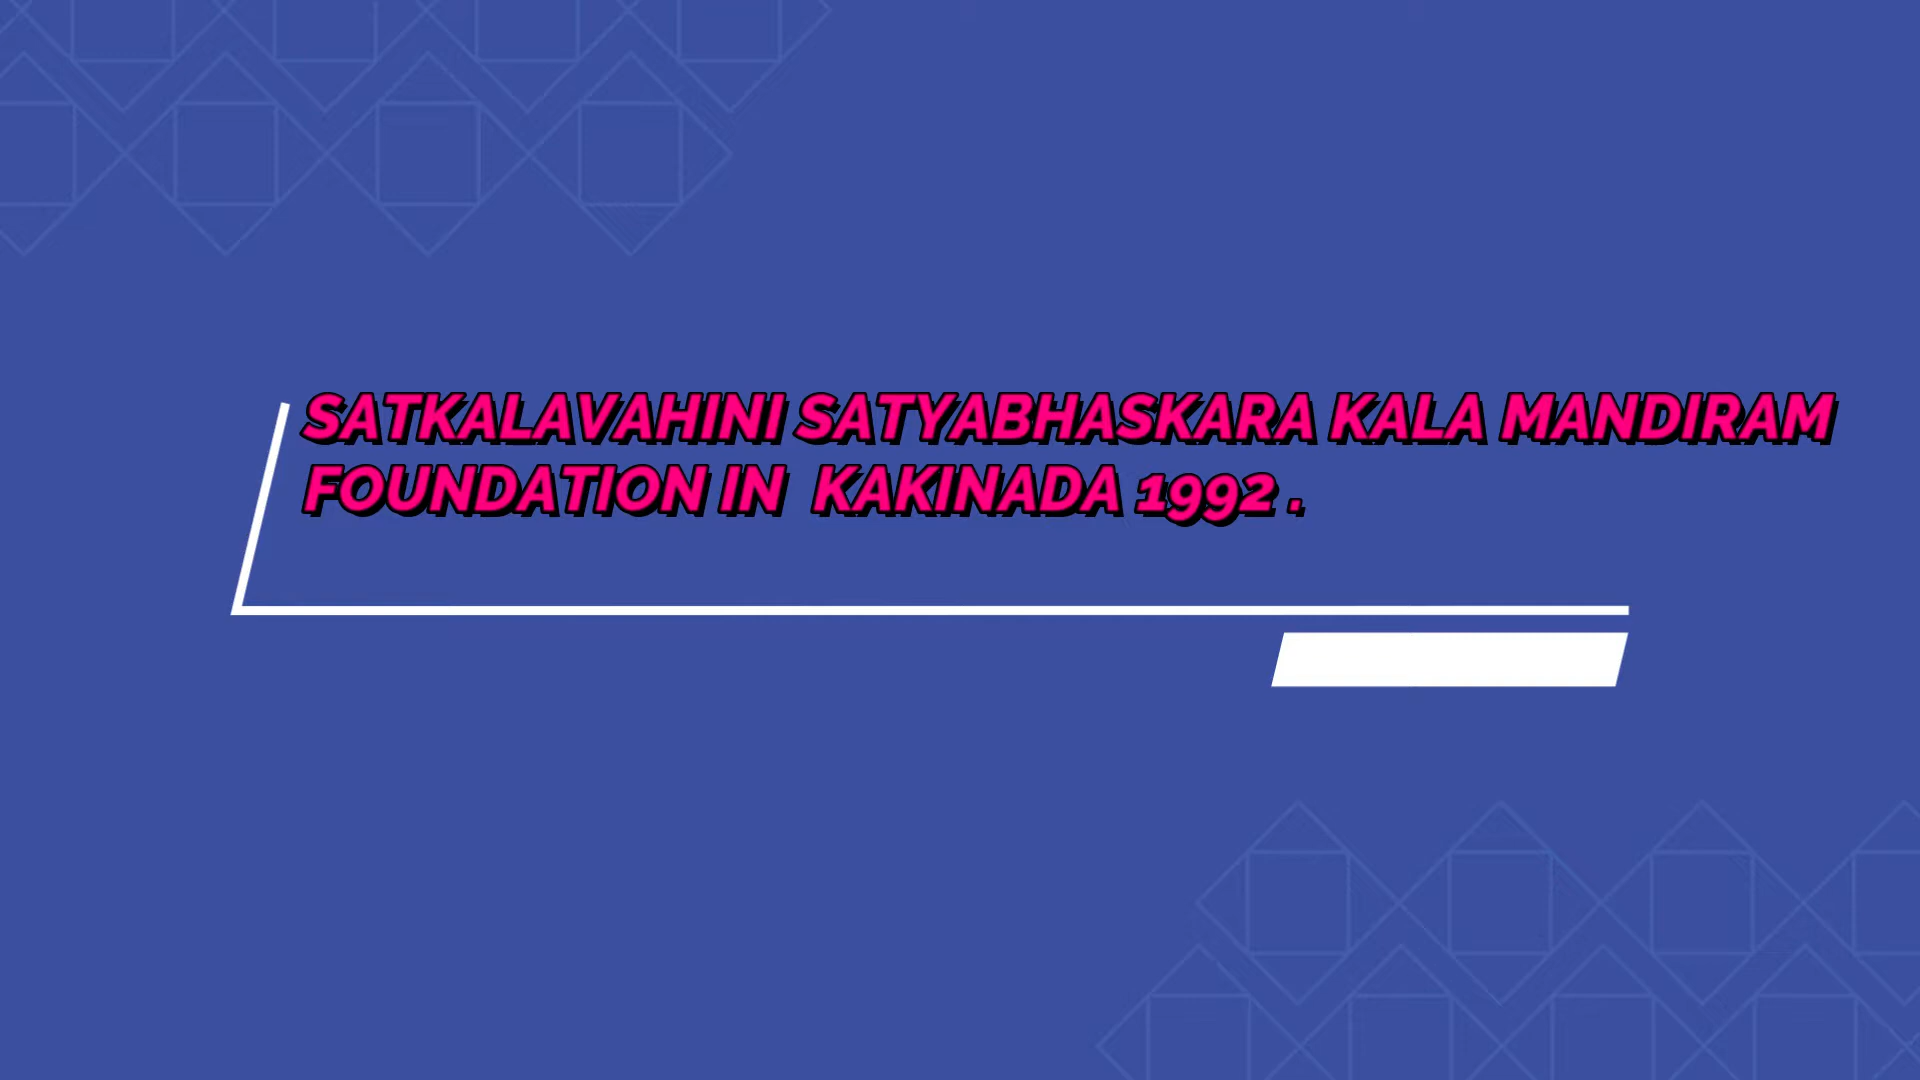 SATKALAVAHINI SATYABHASKARA KALA MANDIRAM
FOUNDATION IN  KAKINADA 1992 .